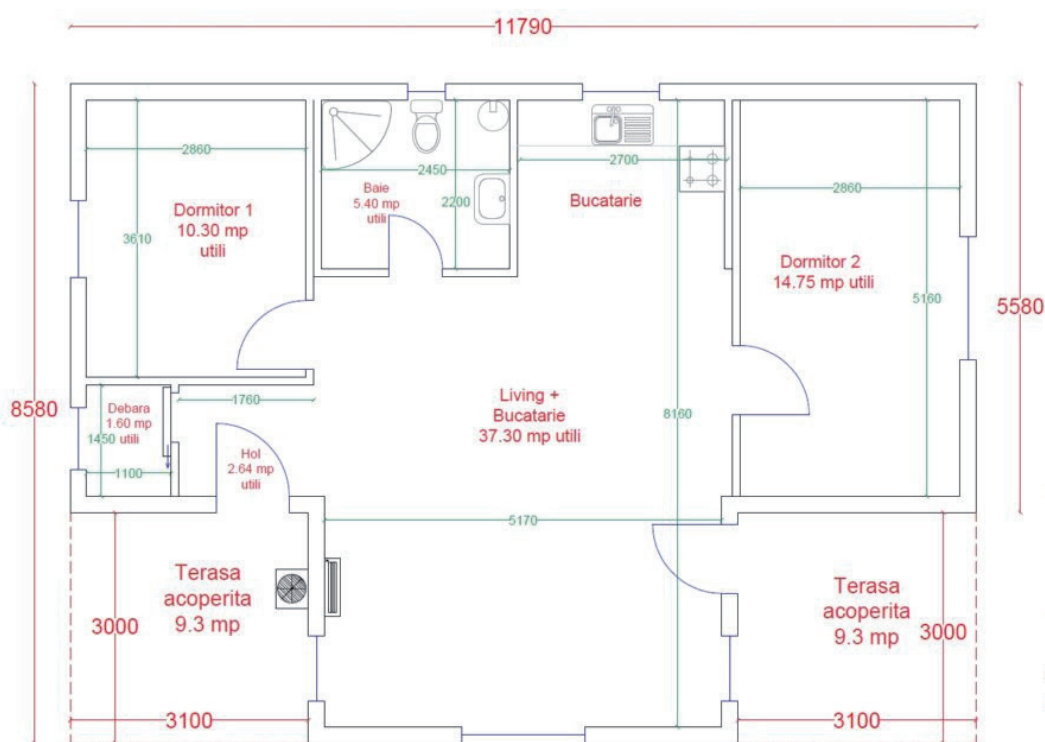 11790
2860
Dormitor 1
10.30 mp
utili
3610
2450
Baie
5.40 mp
utili
2200
2700
Bucatarie
2860
Dormitor 2
14.75 mp utili
5160
5580
8580
1760
Debara
1.60 mp
utili
1450
1100
Hol
2.64 mp
utili
Living +
Bucatarie
37.30 mp utili
8160
5170
Terasa
acoperita
9.3 mp
3000
3100
Terasa
acoperita
9.3 mp
3000
3100